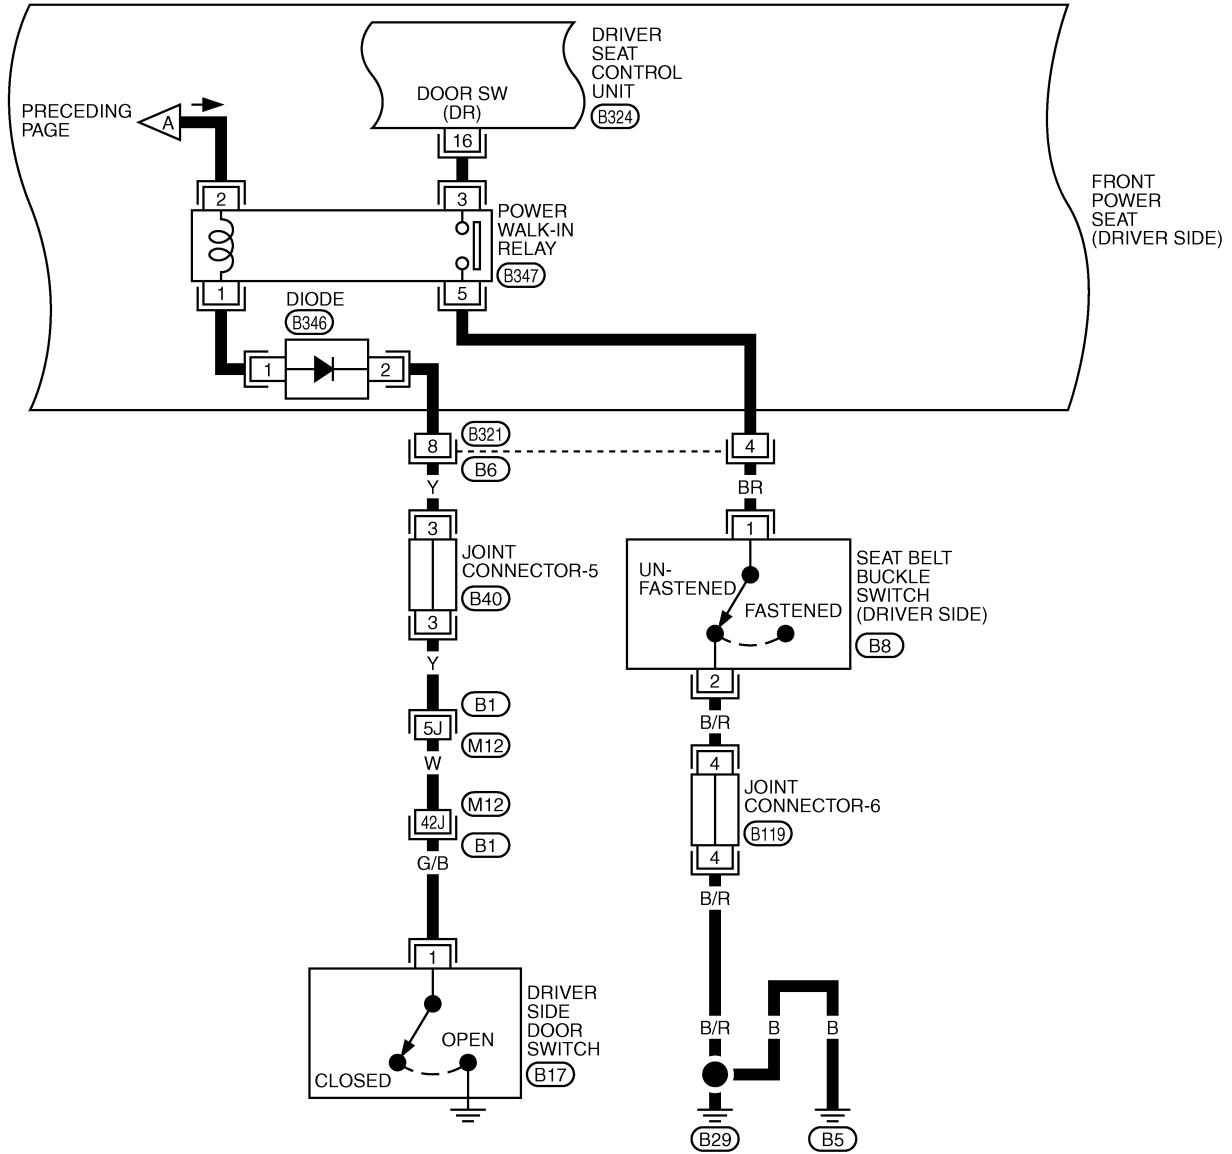 DRIVER
SEAT
CONTROL
UNIT
B324
DOOR SW
(DR)
16
PRECEDING
PAGE
A
2
3
POWER
WALK-IN
RELAY
B347
1
5
DIODE
B346
1
2
FRONT
POWER
SEAT
(DRIVER SIDE)
8
B321
B6
4
Y
BR
3
JOINT
CONNECTOR-5
B40
3
Y
B1
5J
M12
W
M12
42J
B1
G/B
1
DRIVER
SIDE
DOOR
SWITCH
B17
OPEN
CLOSED
1
UN-
FASTENED
FASTENED
SEAT BELT
BUCKLE
SWITCH
(DRIVER SIDE)
B8
2
B/R
4
JOINT
CONNECTOR-6
B119
4
B/R
B/R
B
B
B29
B5